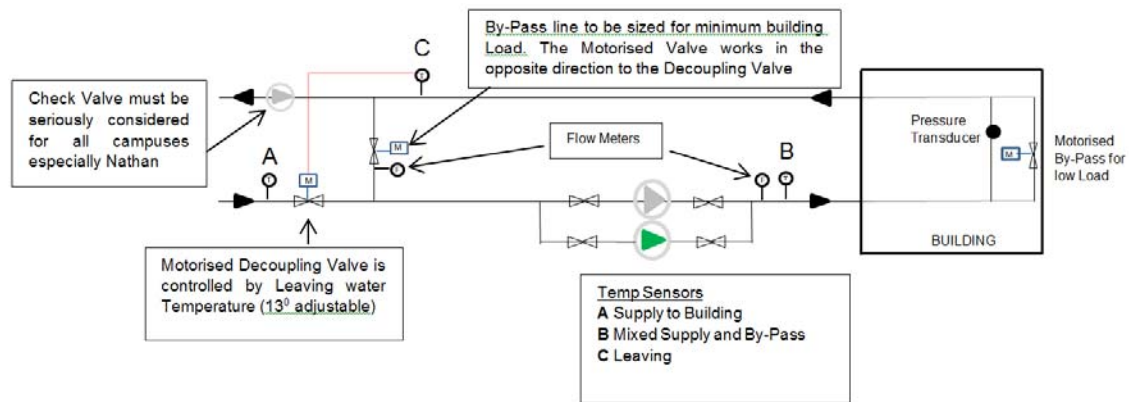 By-Pass line to be sized for minimum building
Load. The Motorised Valve works in the
opposite direction to the Decoupling Valve
C
T
Check Valve must be
seriously considered
for all campuses
especially Nathan
A
T
M
M
T
Flow Meters
B
T
T
Pressure
Transducer
M
Motorised
By-Pass for
low Load
BUILDING
Motorised Decoupling Valve is
controlled by Leaving water
Temperature (13⁰ adjustable)
Temp Sensors
A Supply to Building
B Mixed Supply and By-Pass
C Leaving